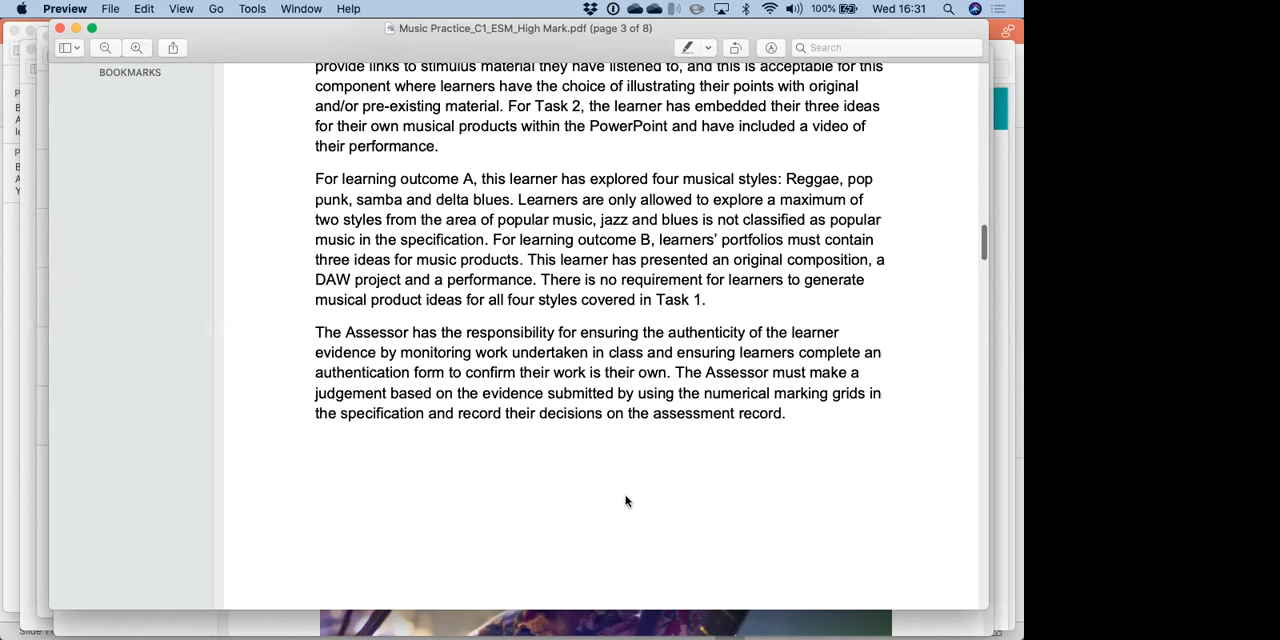 Preview File Edit View Go Tools Window Help 100% Wed 16:31
Music Practice_C1_ESM_High Mark.pdf (page 3 of 8)
Search
BOOKMARKS
provide links to stimulus material they have listened to, and this is acceptable for this
component where learners have the choice of illustrating their points with original
and/or pre-existing material. For Task 2, the learner has embedded their three ideas
for their own musical products within the PowerPoint and have included a video of
their performance.
For learning outcome A, this learner has explored four musical styles: Reggae, pop
punk, samba and delta blues. Learners are only allowed to explore a maximum of
two styles from the area of popular music, jazz and blues is not classified as popular
music in the specification. For learning outcome B, learners' portfolios must contain
three ideas for music products. This learner has presented an original composition, a
DAW project and a performance. There is no requirement for learners to generate
musical product ideas for all four styles covered in Task 1.
The Assessor has the responsibility for ensuring the authenticity of the learner
evidence by monitoring work undertaken in class and ensuring learners complete an
authentication form to confirm their work is their own. The Assessor must make a
judgement based on the evidence submitted by using the numerical marking grids in
the specification and record their decisions on the assessment record.